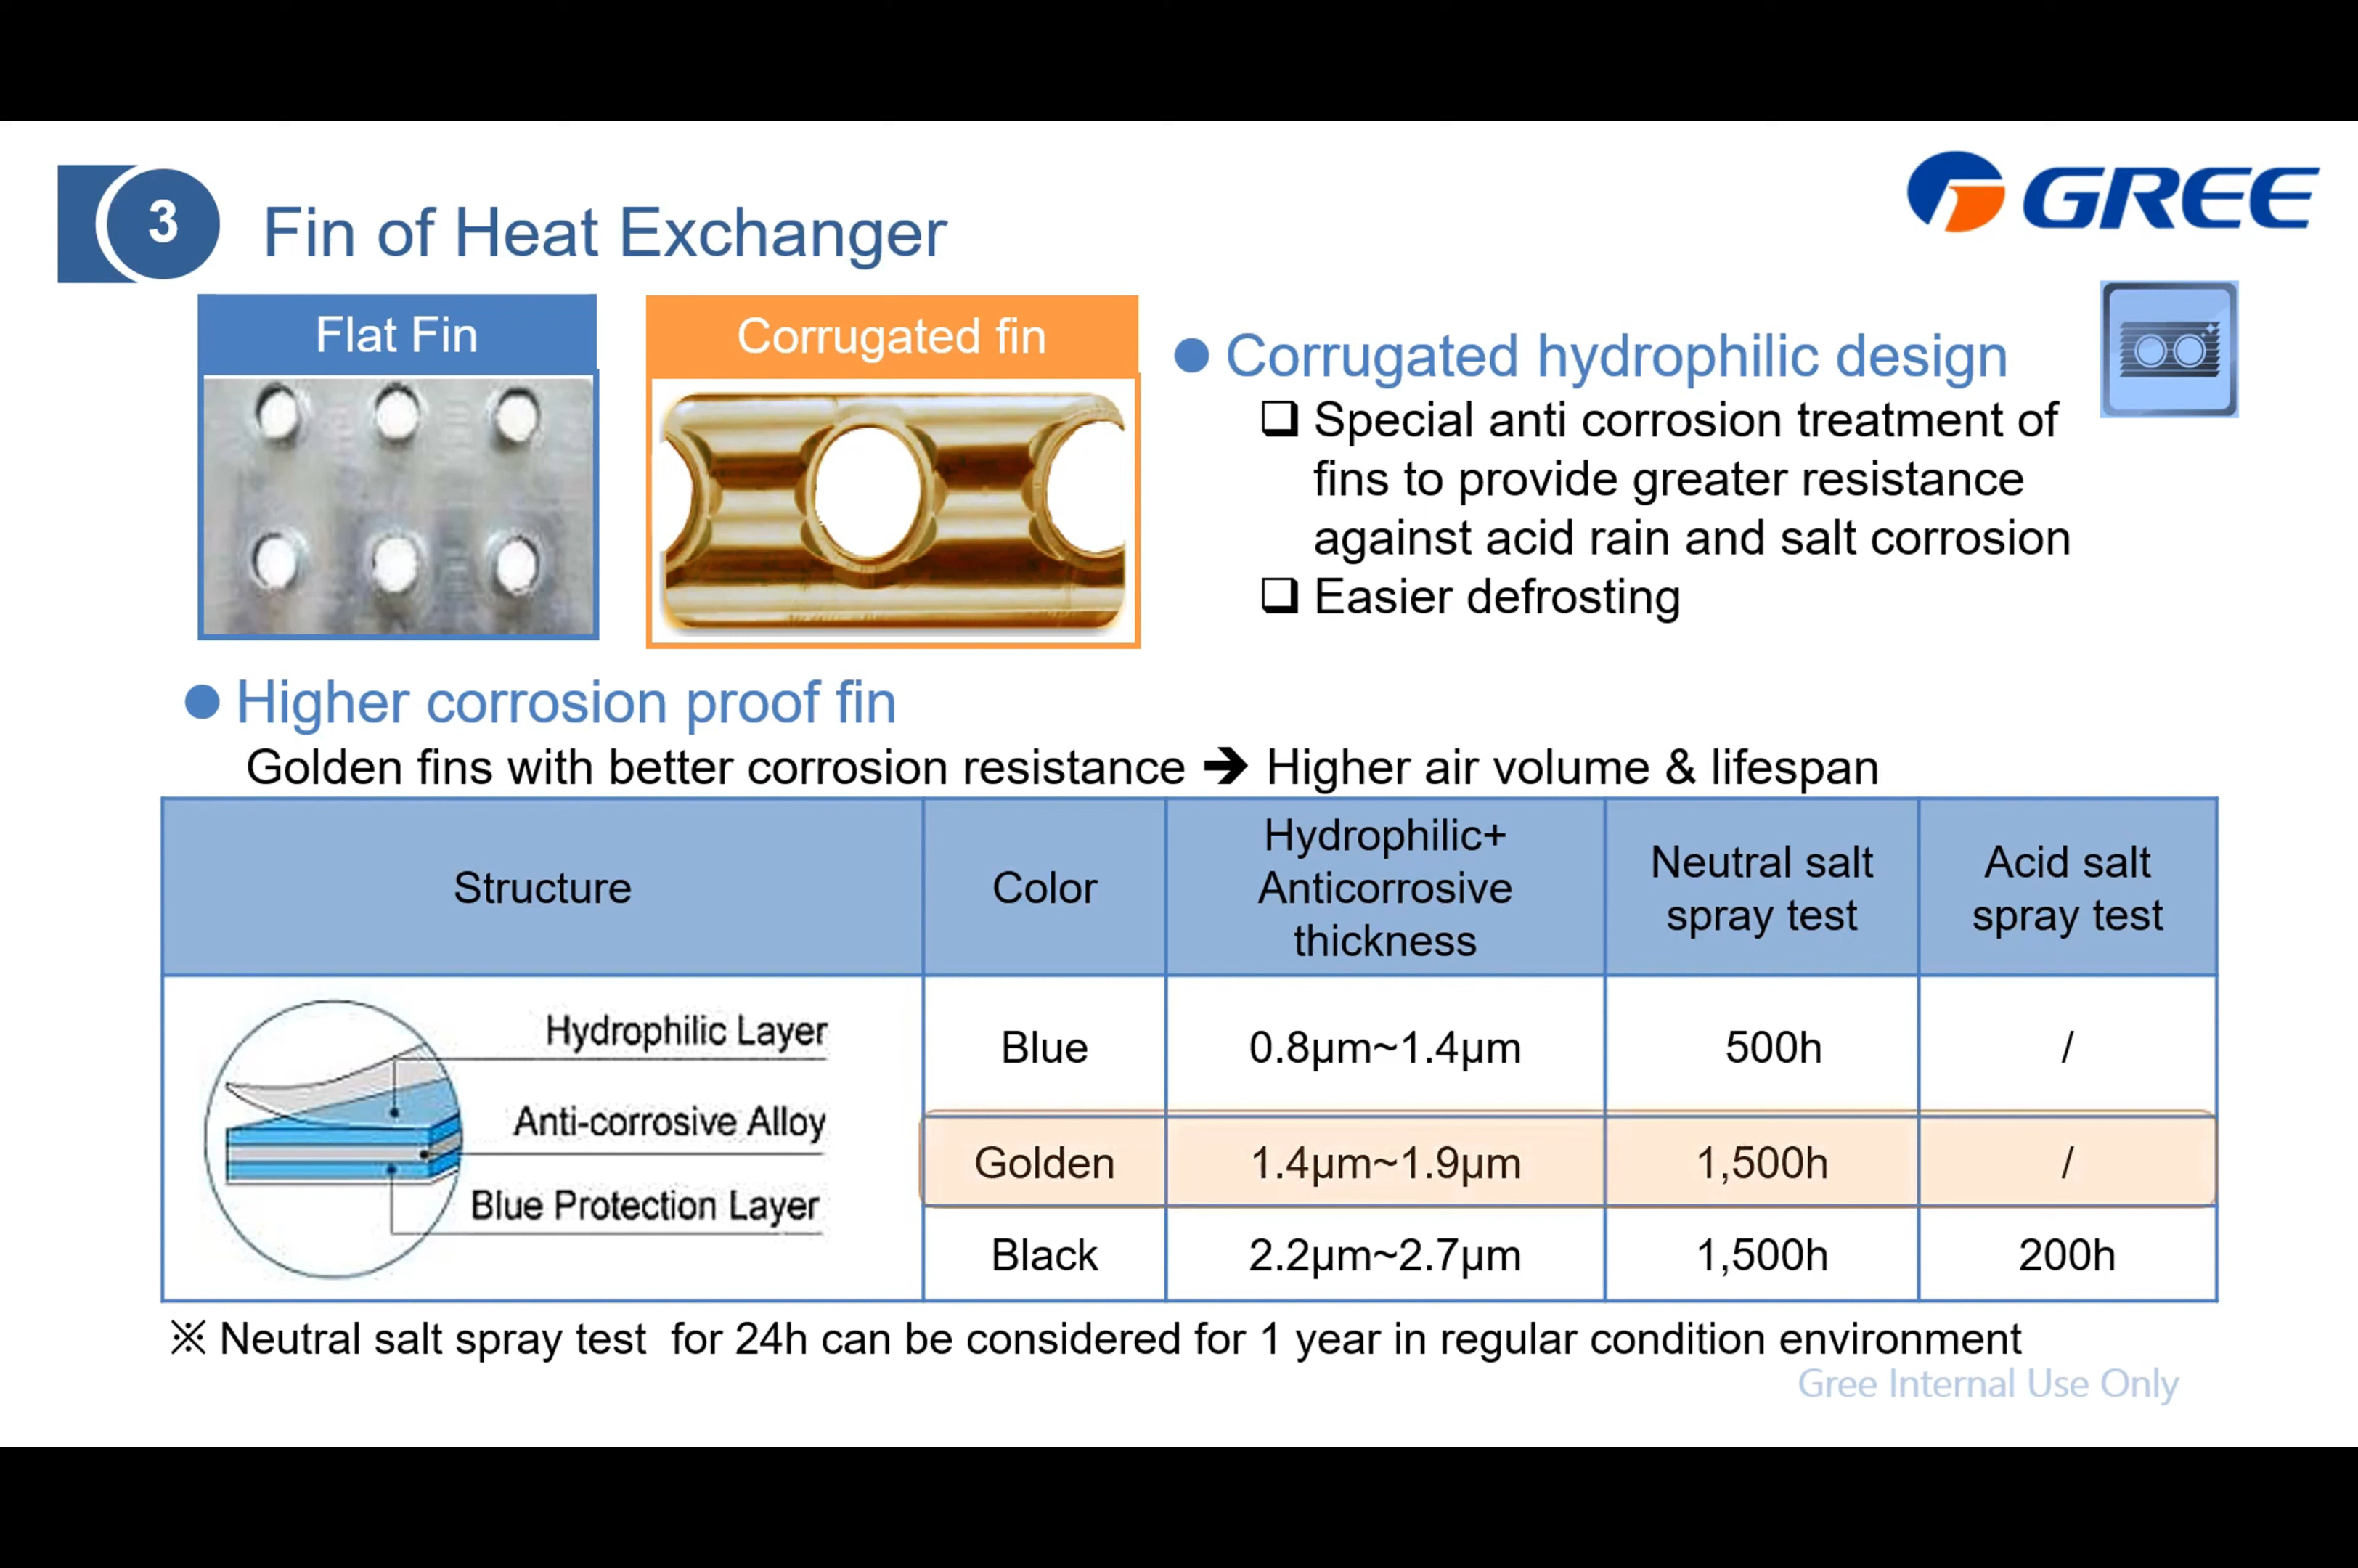 3
Fin of Heat Exchanger
GREE
Flat Fin
Corrugated fin
● Corrugated hydrophilic design
❑ Special anti corrosion treatment of
fins to provide greater resistance
against acid rain and salt corrosion
❑ Easier defrosting
● Higher corrosion proof fin
Golden fins with better corrosion resistance ➔ Higher air volume & lifespan
Structure
Color
Hydrophilic+
Anticorrosive
thickness
Neutral salt
spray test
Acid salt
spray test
Hydrophilic Layer
Anti-corrosive Alloy
Blue Protection Layer
Blue 0.8μm~1.4μm 500h /
Golden 1.4μm~1.9μm 1,500h /
Black 2.2μm~2.7μm 1,500h 200h
※ Neutral salt spray test for 24h can be considered for 1 year in regular condition environment
Gree Internal Use Only